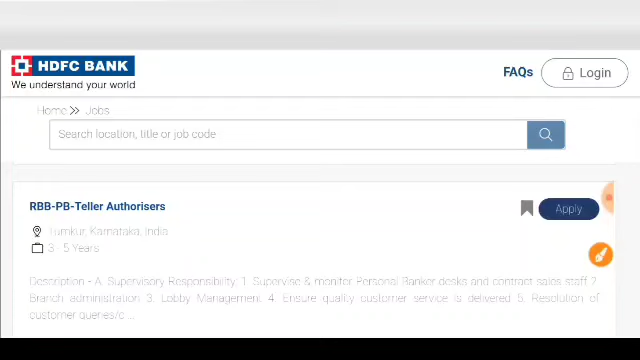 HDFC BANK
We understand your world
FAQs
Login
Home >> Jobs
Search location, title or job code
RBB-PB-Teller Authorisers
Apply
Tumkur, Karnataka, India
3 - 5 Years
Description - A. Supervisory Responsibility: 1. Supervise & monitor Personal Banker desks and contract sales staff 2.
Branch administration 3. Lobby Management 4. Ensure quality customer service is delivered 5. Resolution of
customer queries/c ...